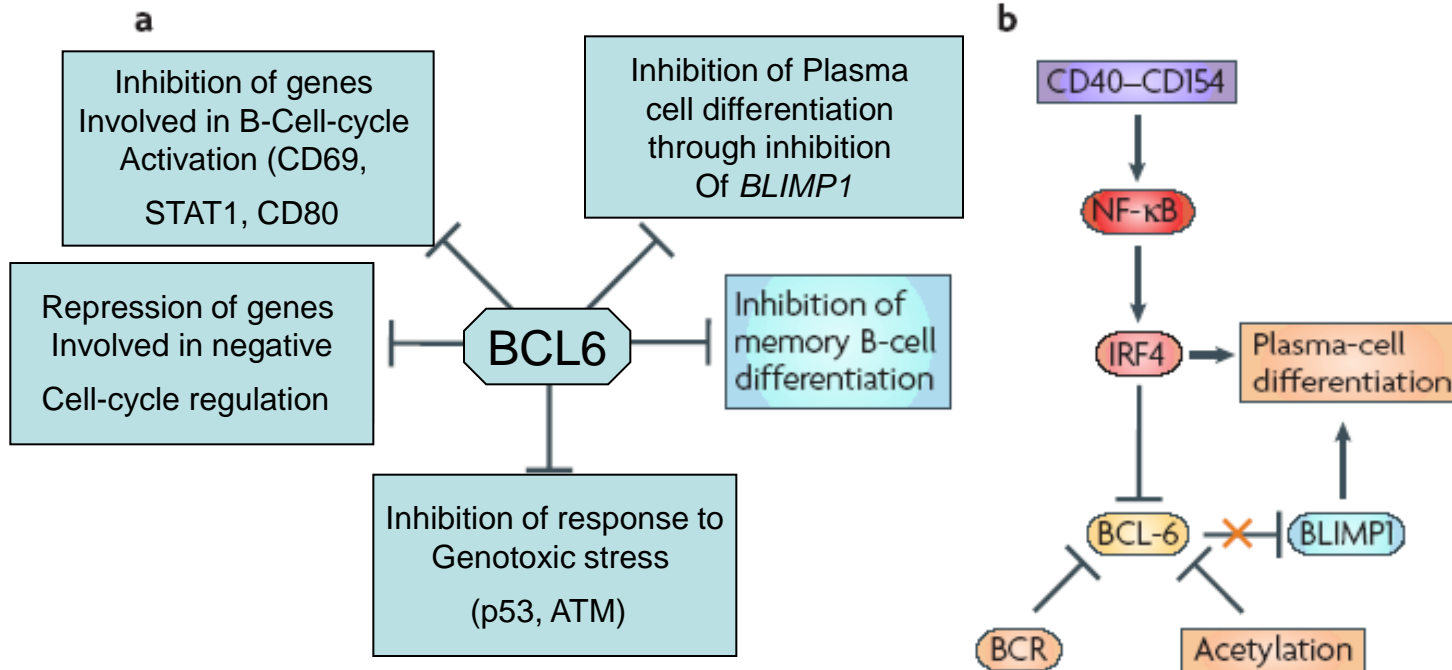 a
Inhibition of genes
Involved in B-Cell-cycle
Activation (CD69,
STAT1, CD80
Inhibition of Plasma
cell differentiation
through inhibition
Of BLIMP1
Repression of genes
Involved in negative
Cell-cycle regulation
BCL6
Inhibition of
memory B-cell
differentiation
Inhibition of response to
Genotoxic stress
(p53, ATM)
b
CD40–CD154
NF-κB
IRF4
Plasma-cell
differentiation
BCL-6
BLIMP1
BCR
Acetylation